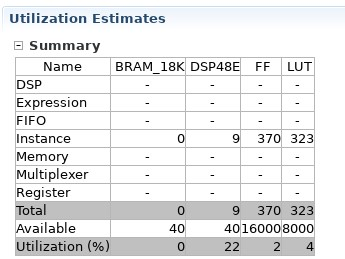 Utilization Estimates
Summary
Name BRAM_18K DSP48E FF LUT
DSP - - - -
Expression - - - -
FIFO - - - -
Instance 0 9 370 323
Memory - - - -
Multiplexer - - - -
Register - - - -
Total 0 9 370 323
Available 40 40 16000 8000
Utilization (%) 0 22 2 4